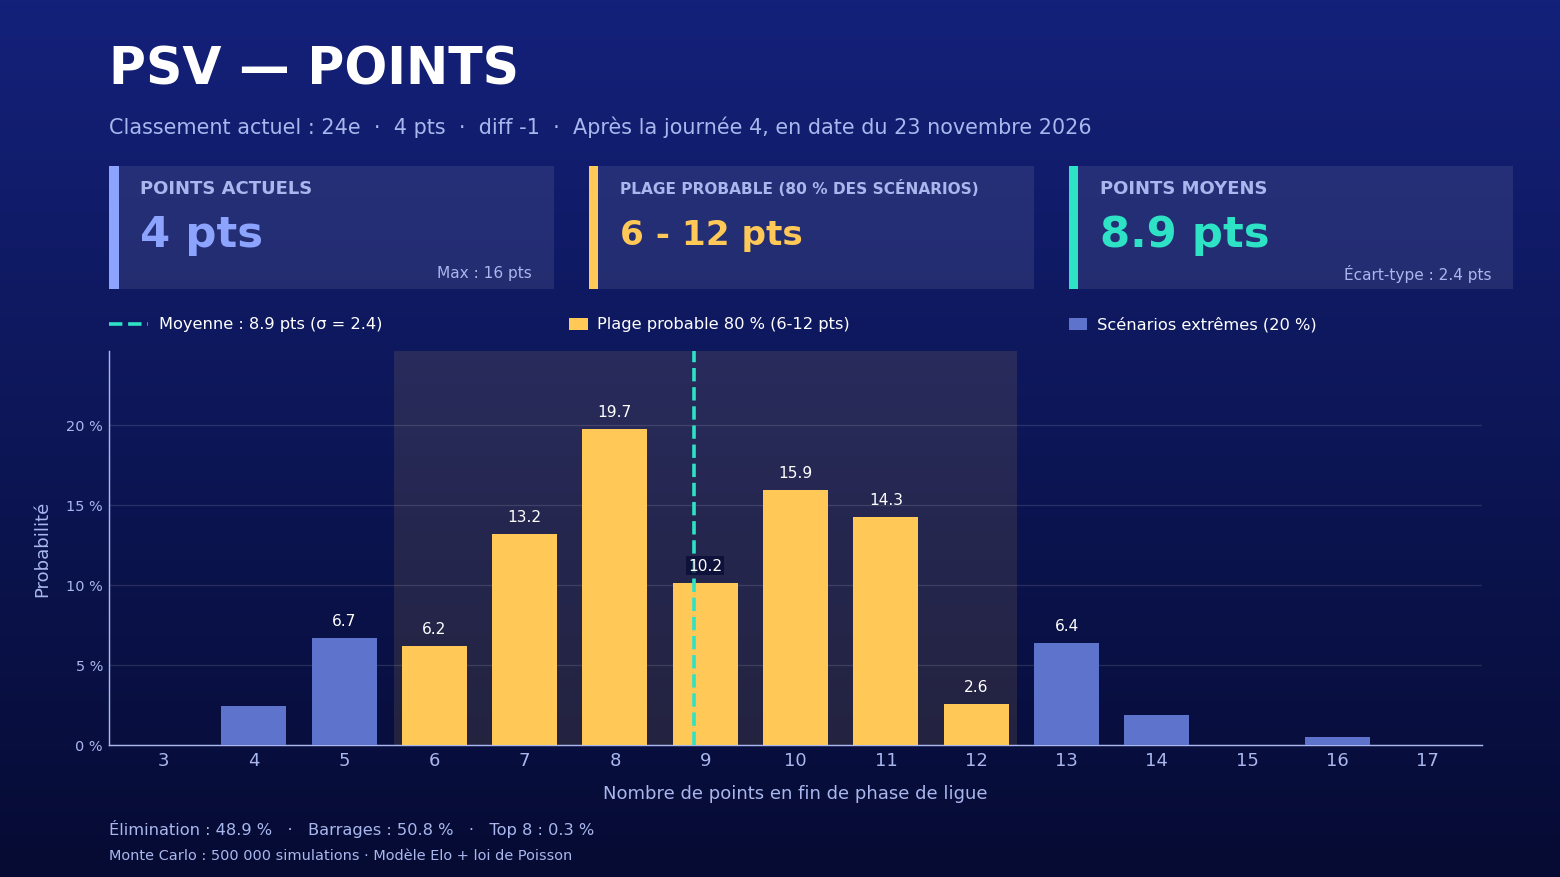 PSV — POINTS
Classement actuel : 24e · 4 pts · diff -1 · Après la journée 4, en date du 23 novembre 2026
POINTS ACTUELS
4 pts
Max : 16 pts
PLAGE PROBABLE (80 % DES SCÉNARIOS)
6 - 12 pts
POINTS MOYENS
8.9 pts
Écart-type : 2.4 pts
Moyenne : 8.9 pts (σ = 2.4)
Plage probable 80 % (6-12 pts)
Scénarios extrêmes (20 %)
Probabilité
20 %
15 %
10 %
5 %
0 %
6.7
6.2
13.2
19.7
10.2
15.9
14.3
2.6
6.4
3 4 5 6 7 8 9 10 11 12 13 14 15 16 17
Nombre de points en fin de phase de ligue
Élimination : 48.9 % · Barrages : 50.8 % · Top 8 : 0.3 %
Monte Carlo : 500 000 simulations · Modèle Elo + loi de Poisson